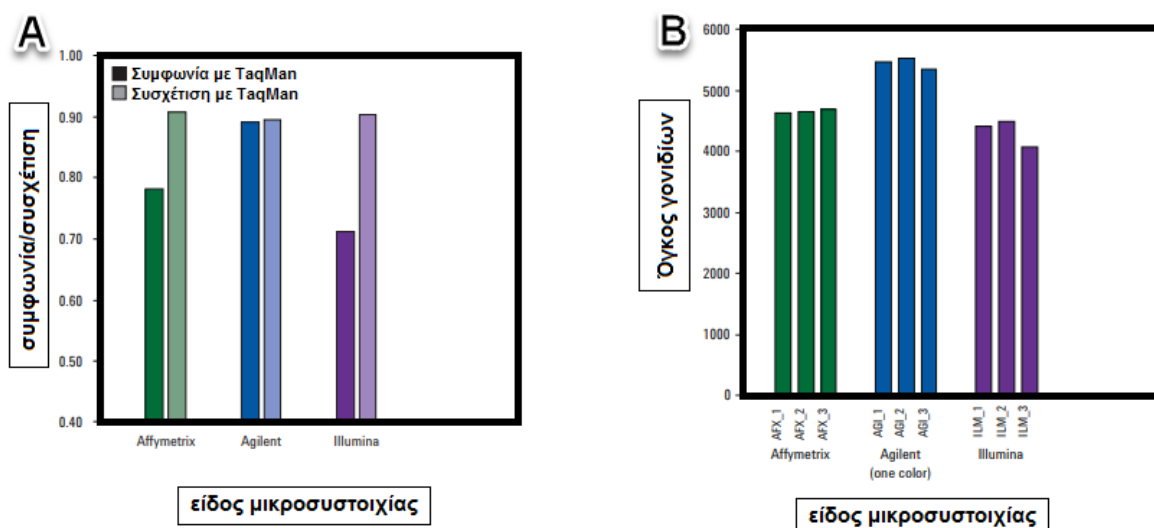 A
1.00
0.90
0.80
0.70
0.60
0.50
0.40
συμφωνία/συσχέτιση
Συμφωνία με TaqMan
Συσχέτιση με TaqMan
Affymetrix Agilent Illumina
είδος μικροσυστοιχίας
B
6000
5000
4000
3000
2000
1000
0
Όγκος γονιδίων
AFX_1 AFX_2 AFX_3 AGI_1 AGI_2 AGI_3 ILM_1 ILM_2 ILM_3
Affymetrix Agilent Illumina
(one color)
είδος μικροσυστοιχίας